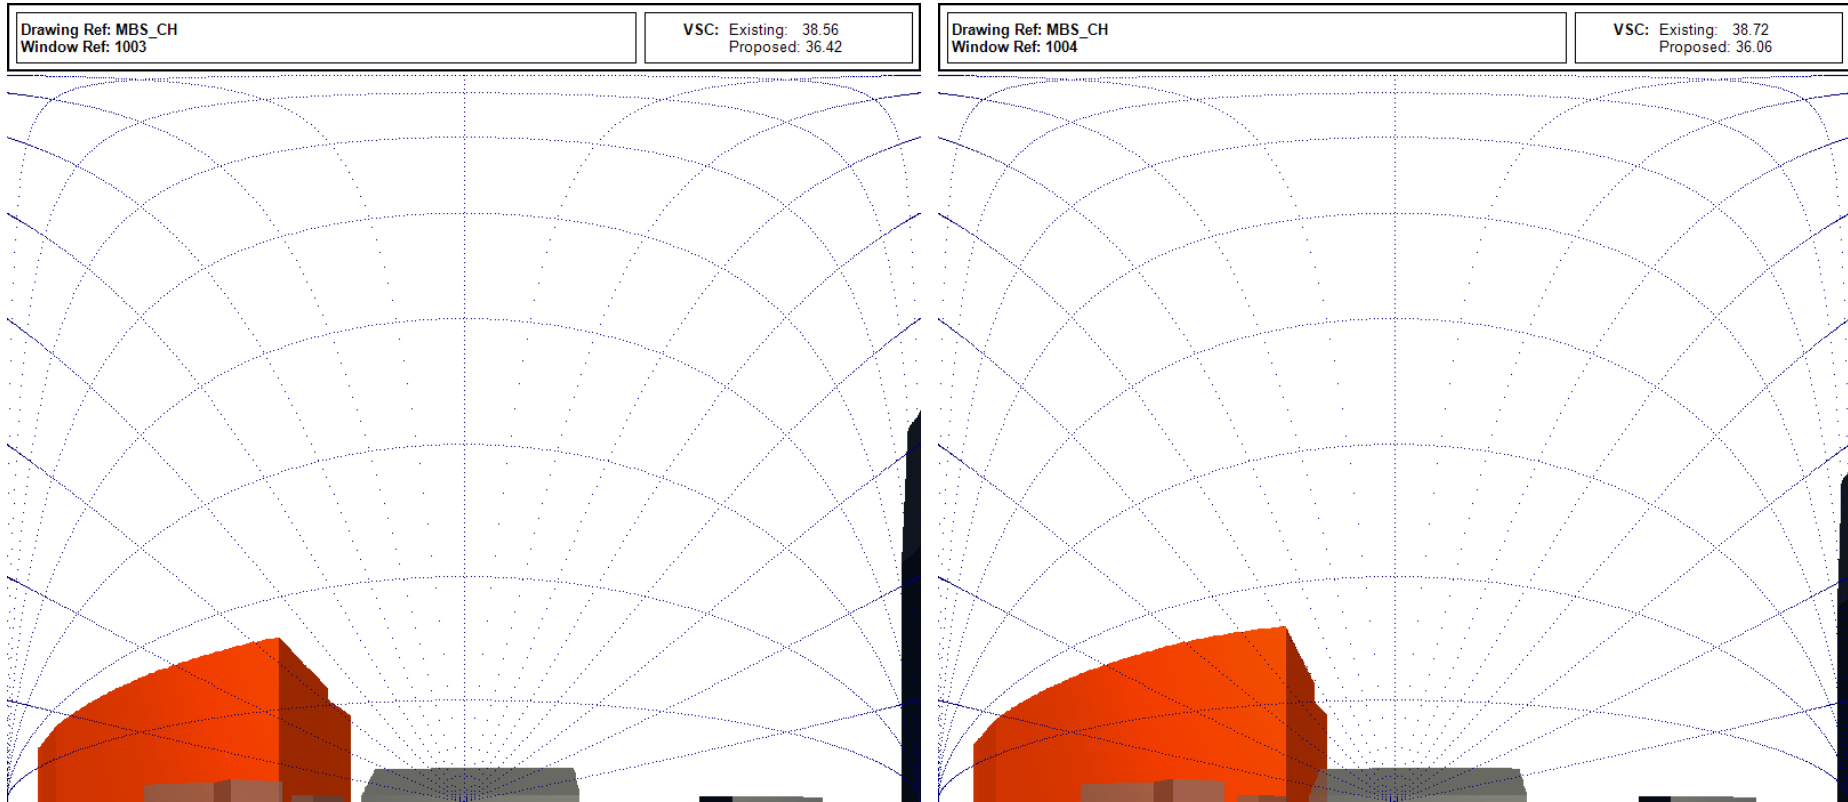 Drawing Ref: MBS_CH
Window Ref: 1003
VSC: Existing: 38.56
Proposed: 36.42
Drawing Ref: MBS_CH
Window Ref: 1004
VSC: Existing: 38.72
Proposed: 36.06